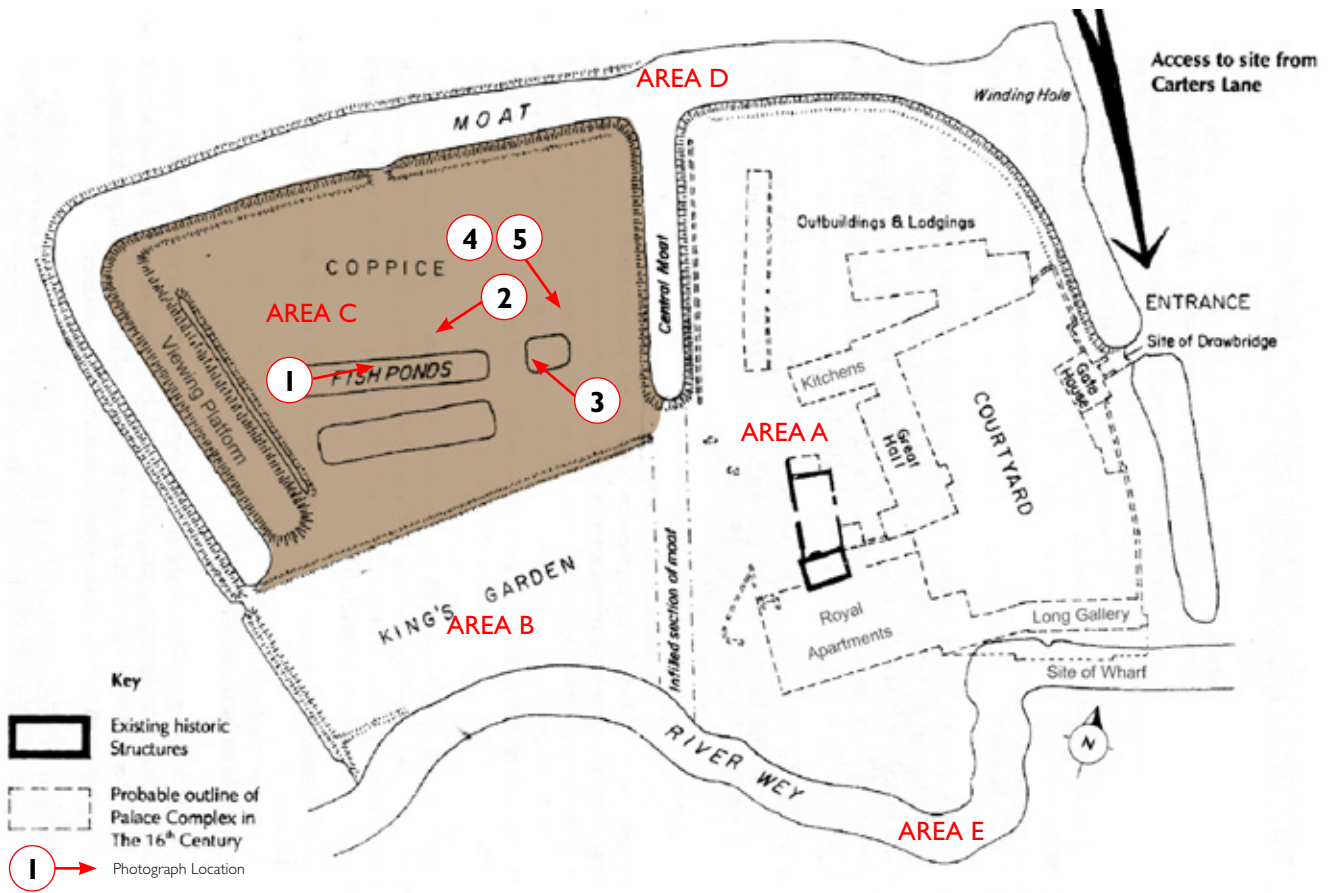 Access to site from
Carters Lane
AREA D
Winding Hole
MOAT
Outbuildings & Lodgings
4
5
COPPICE
2
Central Moat
ENTRANCE
AREA C
Site of Drawbridge
Viewing Platform
1
FISH PONDS
Kitchens
Gate
House
3
COURTYARD
AREA A
Great
Hall
KING'S GARDEN
AREA B
Infilled section of moat
Royal
Apartments
Long Gallery
Site of Wharf
Key
Existing historic
Structures
RIVER WEY
N
Probable outline of
Palace Complex in
The 16th Century
AREA E
1
Photograph Location